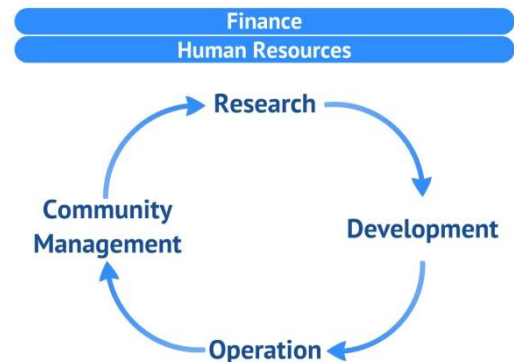 Finance
Human Resources
Research
Community
Management
Development
Operation